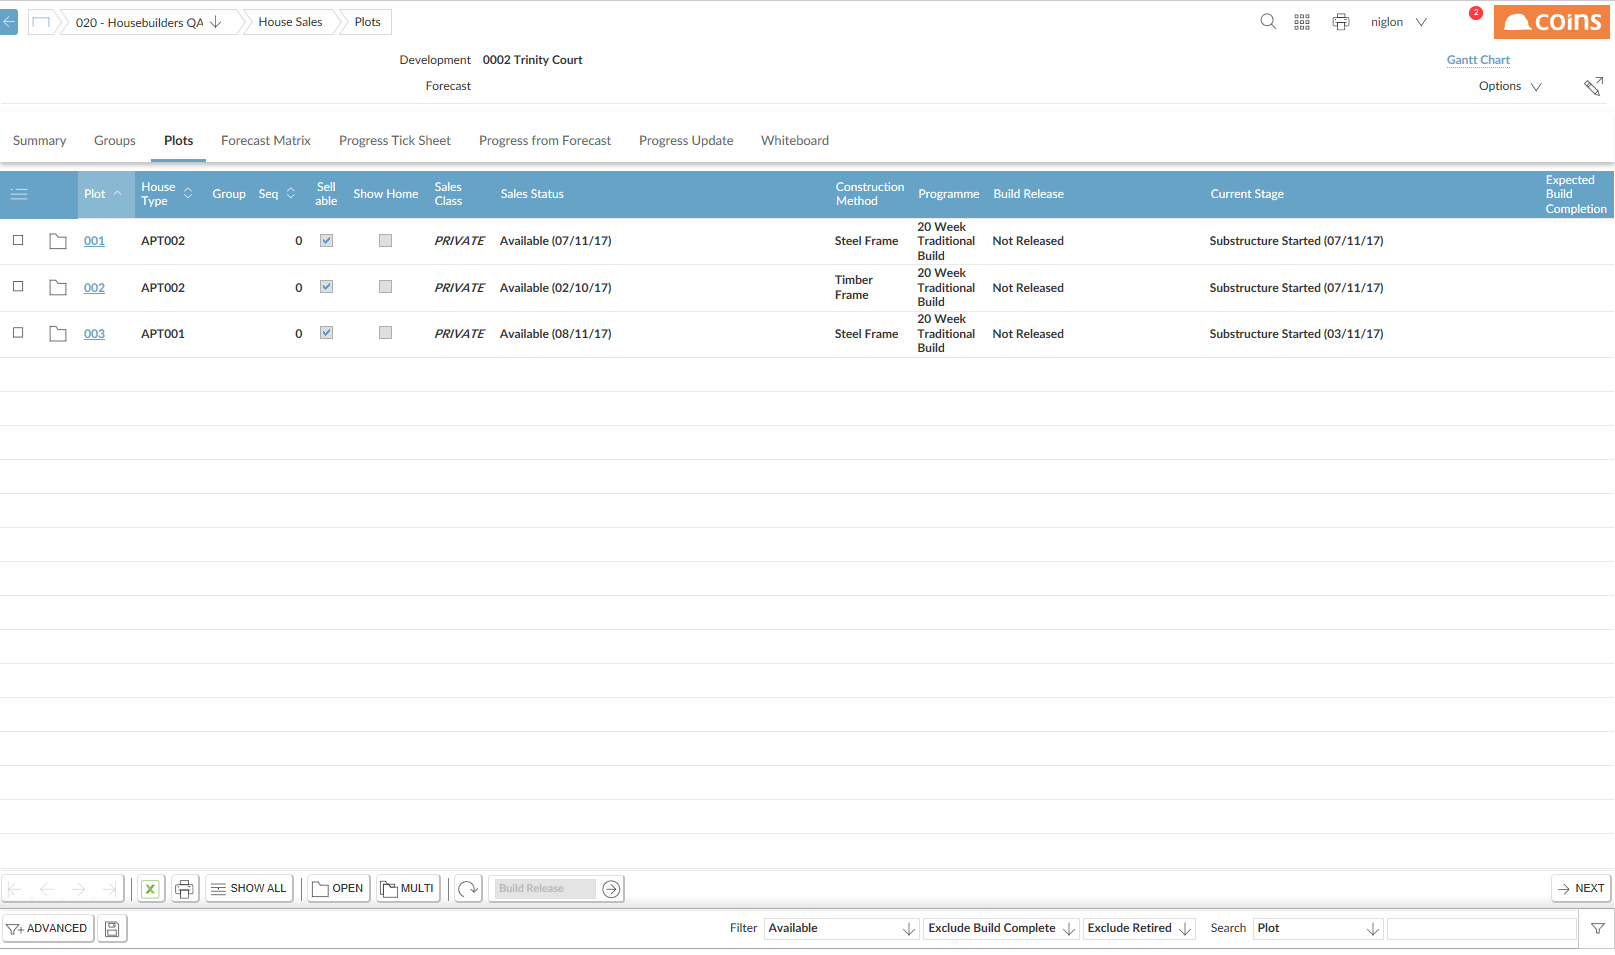 020 - Housebuilders QA
House Sales
Plots
niglon
2
coins
Development 0002 Trinity Court
Gantt Chart
Forecast
Options
Summary Groups Plots Forecast Matrix Progress Tick Sheet Progress from Forecast Progress Update Whiteboard
Plot House Type Group Seq Sell able Show Home Sales Class Sales Status Construction Method Programme Build Release Current Stage Expected Build Completion
001 APT002 0 PRIVATE Available (07/11/17) Steel Frame 20 Week Traditional Build Not Released Substructure Started (07/11/17)
002 APT002 0 PRIVATE Available (02/10/17) Timber Frame 20 Week Traditional Build Not Released Substructure Started (07/11/17)
003 APT001 0 PRIVATE Available (08/11/17) Steel Frame 20 Week Traditional Build Not Released Substructure Started (03/11/17)
X SHOW ALL OPEN MULTI Build Release NEXT
ADVANCED Filter Available Exclude Build Complete Exclude Retired Search Plot